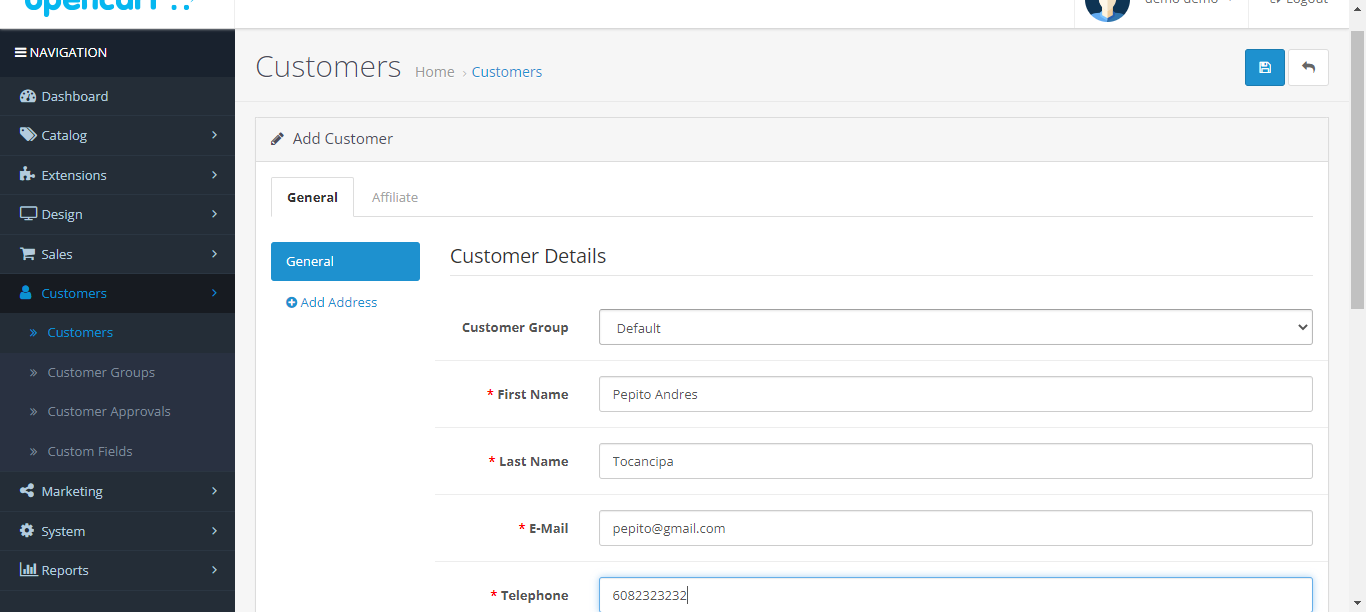 opencart
demo demo
Logout
NAVIGATION
Customers Home › Customers
Dashboard
Catalog
Extensions
Design
Sales
Customers
» Customers
» Customer Groups
» Customer Approvals
» Custom Fields
Marketing
System
Reports
Add Customer
General Affiliate
General
Add Address
Customer Details
Customer Group Default
* First Name Pepito Andres
* Last Name Tocancipa
* E-Mail pepito@gmail.com
* Telephone 6082323232